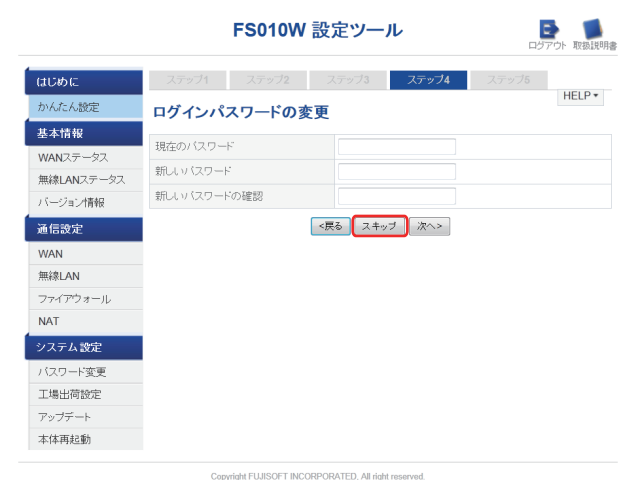 FS010W 設定ツール
ログアウト 取扱説明書
はじめに
かんたん設定
基本情報
WANステータス
無線LANステータス
バージョン情報
通信設定
WAN
無線LAN
ファイアウォール
NAT
システム設定
パスワード変更
工場出荷設定
アップデート
本体再起動
ステップ1 ステップ2 ステップ3 ステップ4 ステップ5
HELP
ログインパスワードの変更
現在のパスワード
新しいパスワード
新しいパスワードの確認
<戻る スキップ 次へ>
Copyright FUJISOFT INCORPORATED. All right reserved.